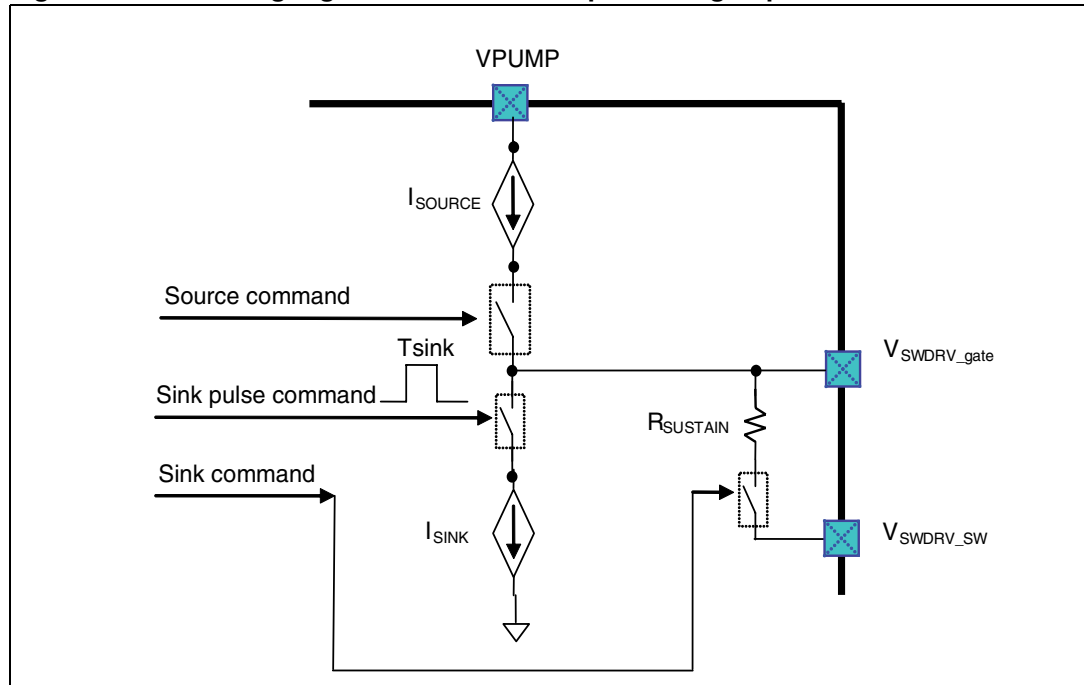 VPUMP
ISOURCE
Source command
Tsink
VSWDRV_gate
Sink pulse command
RSUSTAIN
Sink command
ISINK
VSWDRV_SW